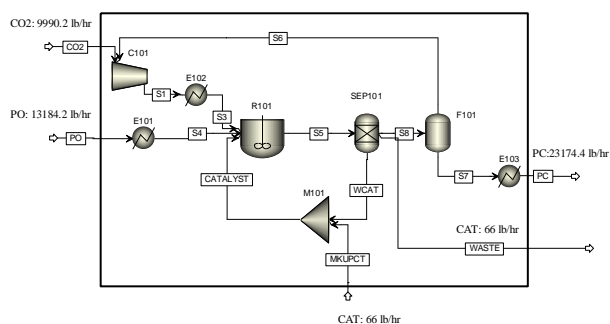 CO2: 9990.2 lb/hr
CO2
C101
S6
S1
E102
S3
R101
SEP101
F101
PO: 13184.2 lb/hr
PO
E101
S4
S5
S8
E103
PC:23174.4 lb/hr
S7
PC
CATALYST
WCAT
M101
CAT: 66 lb/hr
WASTE
MKUPCT
CAT: 66 lb/hr